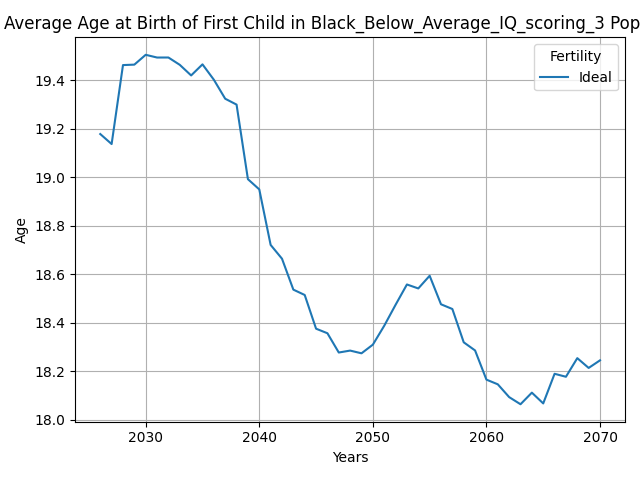 Average Age at Birth of First Child in Black_Below_Average_IQ_scoring_3 Pop
Fertility
Ideal
Age
19.4
19.2
19.0
18.8
18.6
18.4
18.2
18.0
2030 2040 2050 2060 2070
Years